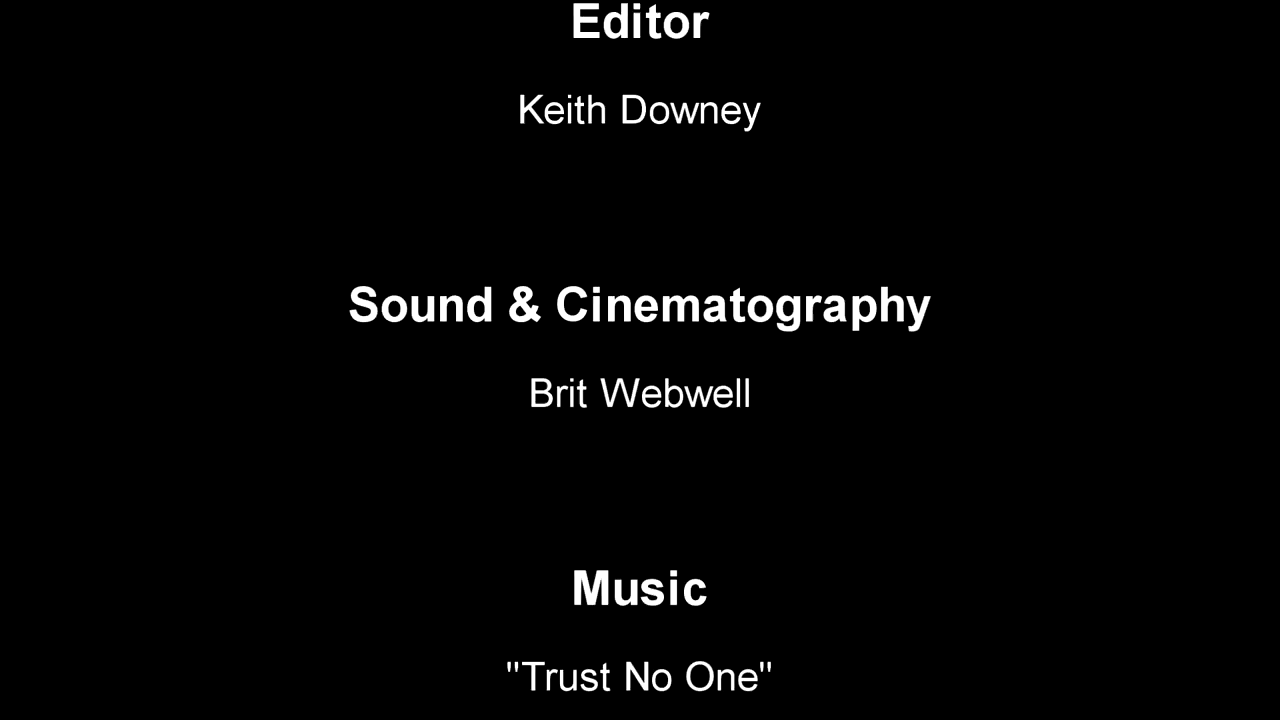 Editor
Keith Downey
Sound & Cinematography
Brit Webwell
Music
"Trust No One"